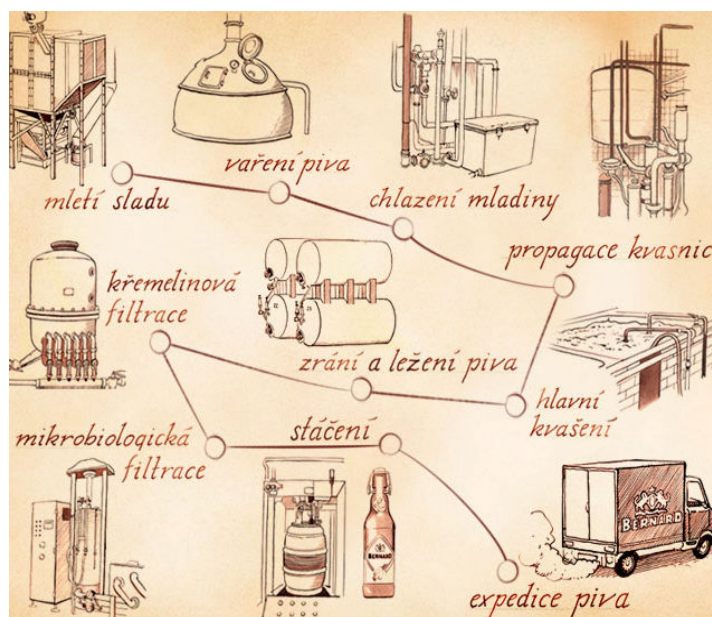 mletí sladu
vaření piva
chlazení mladiny
propagace kvasnic
hlavní
kvašení
zrání a ležení piva
křemelinová
filtrace
mikrobiologická
filtrace
stáčení
BERNARD
BERNARD
expedice piva